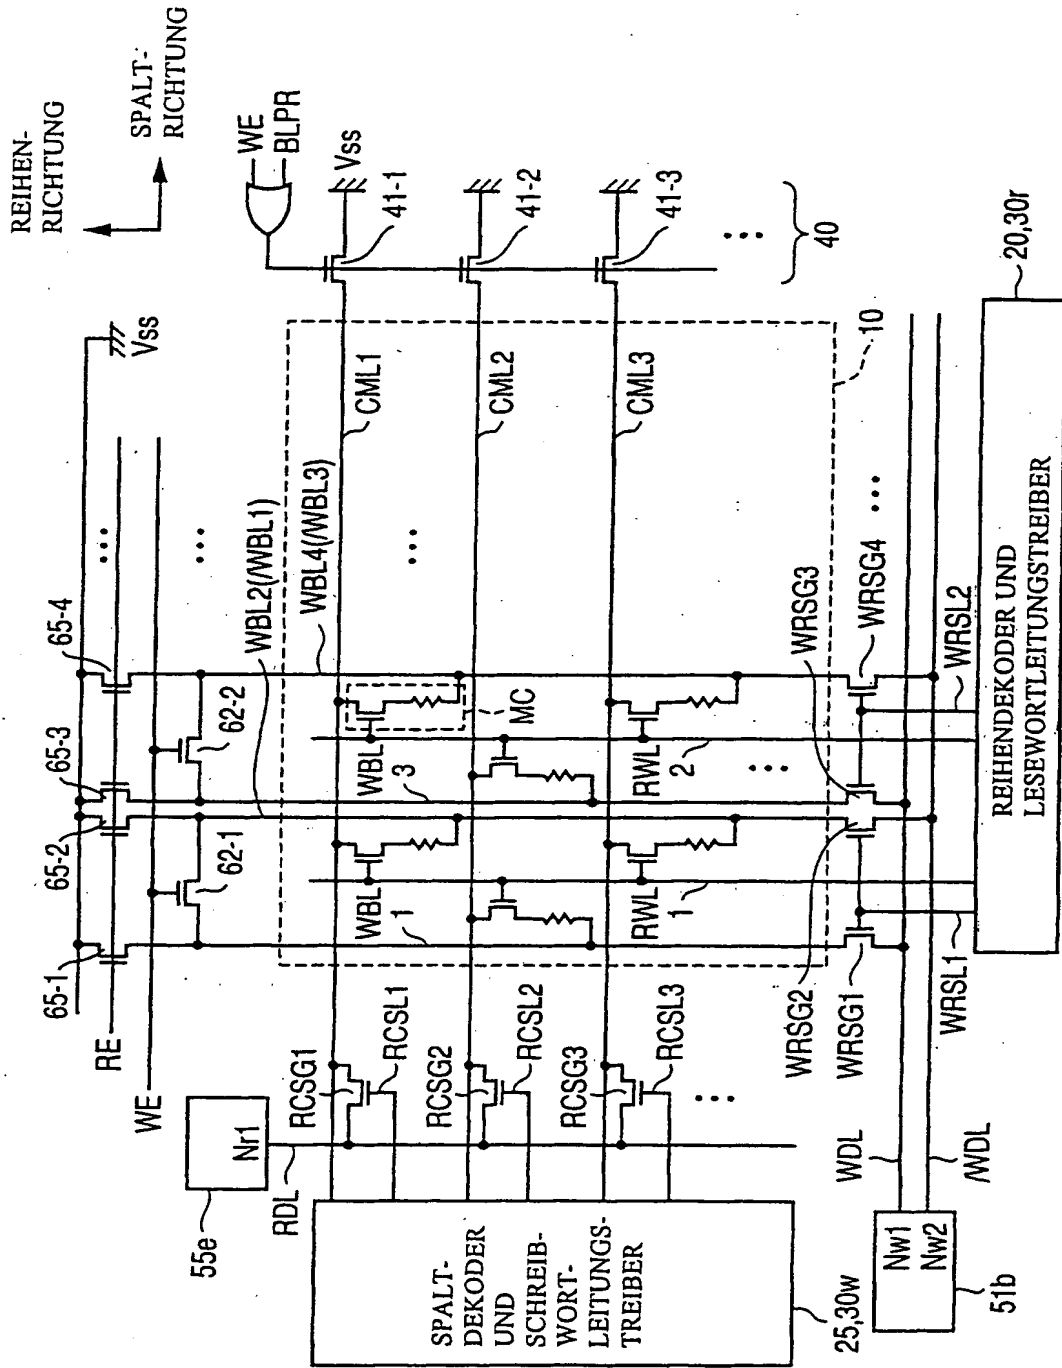 REIHEN-
RICHTUNG
SPALT-
RICHTUNG
WE
BLPR
Vss
41-1
41-2
41-3
40
Vss
CML1
CML2
CML3
10
20,30r
WBL2(/WBL1)
WBL4(/WBL3)
65-1
65-2
65-3
65-4
62-1
62-2
RE
WE
MC
WBL
1
WBL
3
RWL
1
RWL
2
55e
Nr1
RDL
RCSG1
RCSL1
RCSG2
RCSL2
RCSG3
RCSL3
WRSG1
WRSG2
WRSG3
WRSG4
WRSL1
WRSL2
WDL
/WDL
Nw1
Nw2
51b
SPALT-
DEKODER
UND
SCHREIB-
WORT-
LEITUNGS-
TREIBER
25,30w
REIHENDEKODER UND
LESEWORTLEITUNGSTREIBER